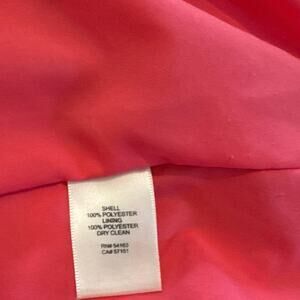 SHELL
100% POLYESTER
LINING
100% POLYESTER
DRY CLEAN
RN# 54163
CA# 57151